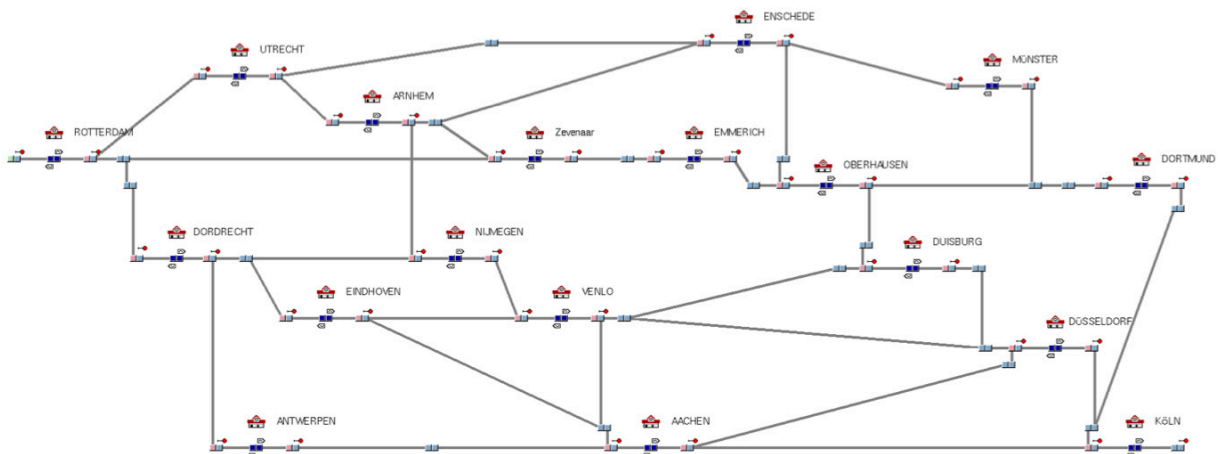 ENSCHEDE
UTRECHT
MÜNSTER
ARNHEM
ROTTERDAM
Zevenaar
EMMERICH
OBERHAUSEN
DORTMUND
DORDRECHT
NIJMEGEN
DUISBURG
EINDHOVEN
VENLO
DÜSSELDORF
ANTWERPEN
AACHEN
KÖLN